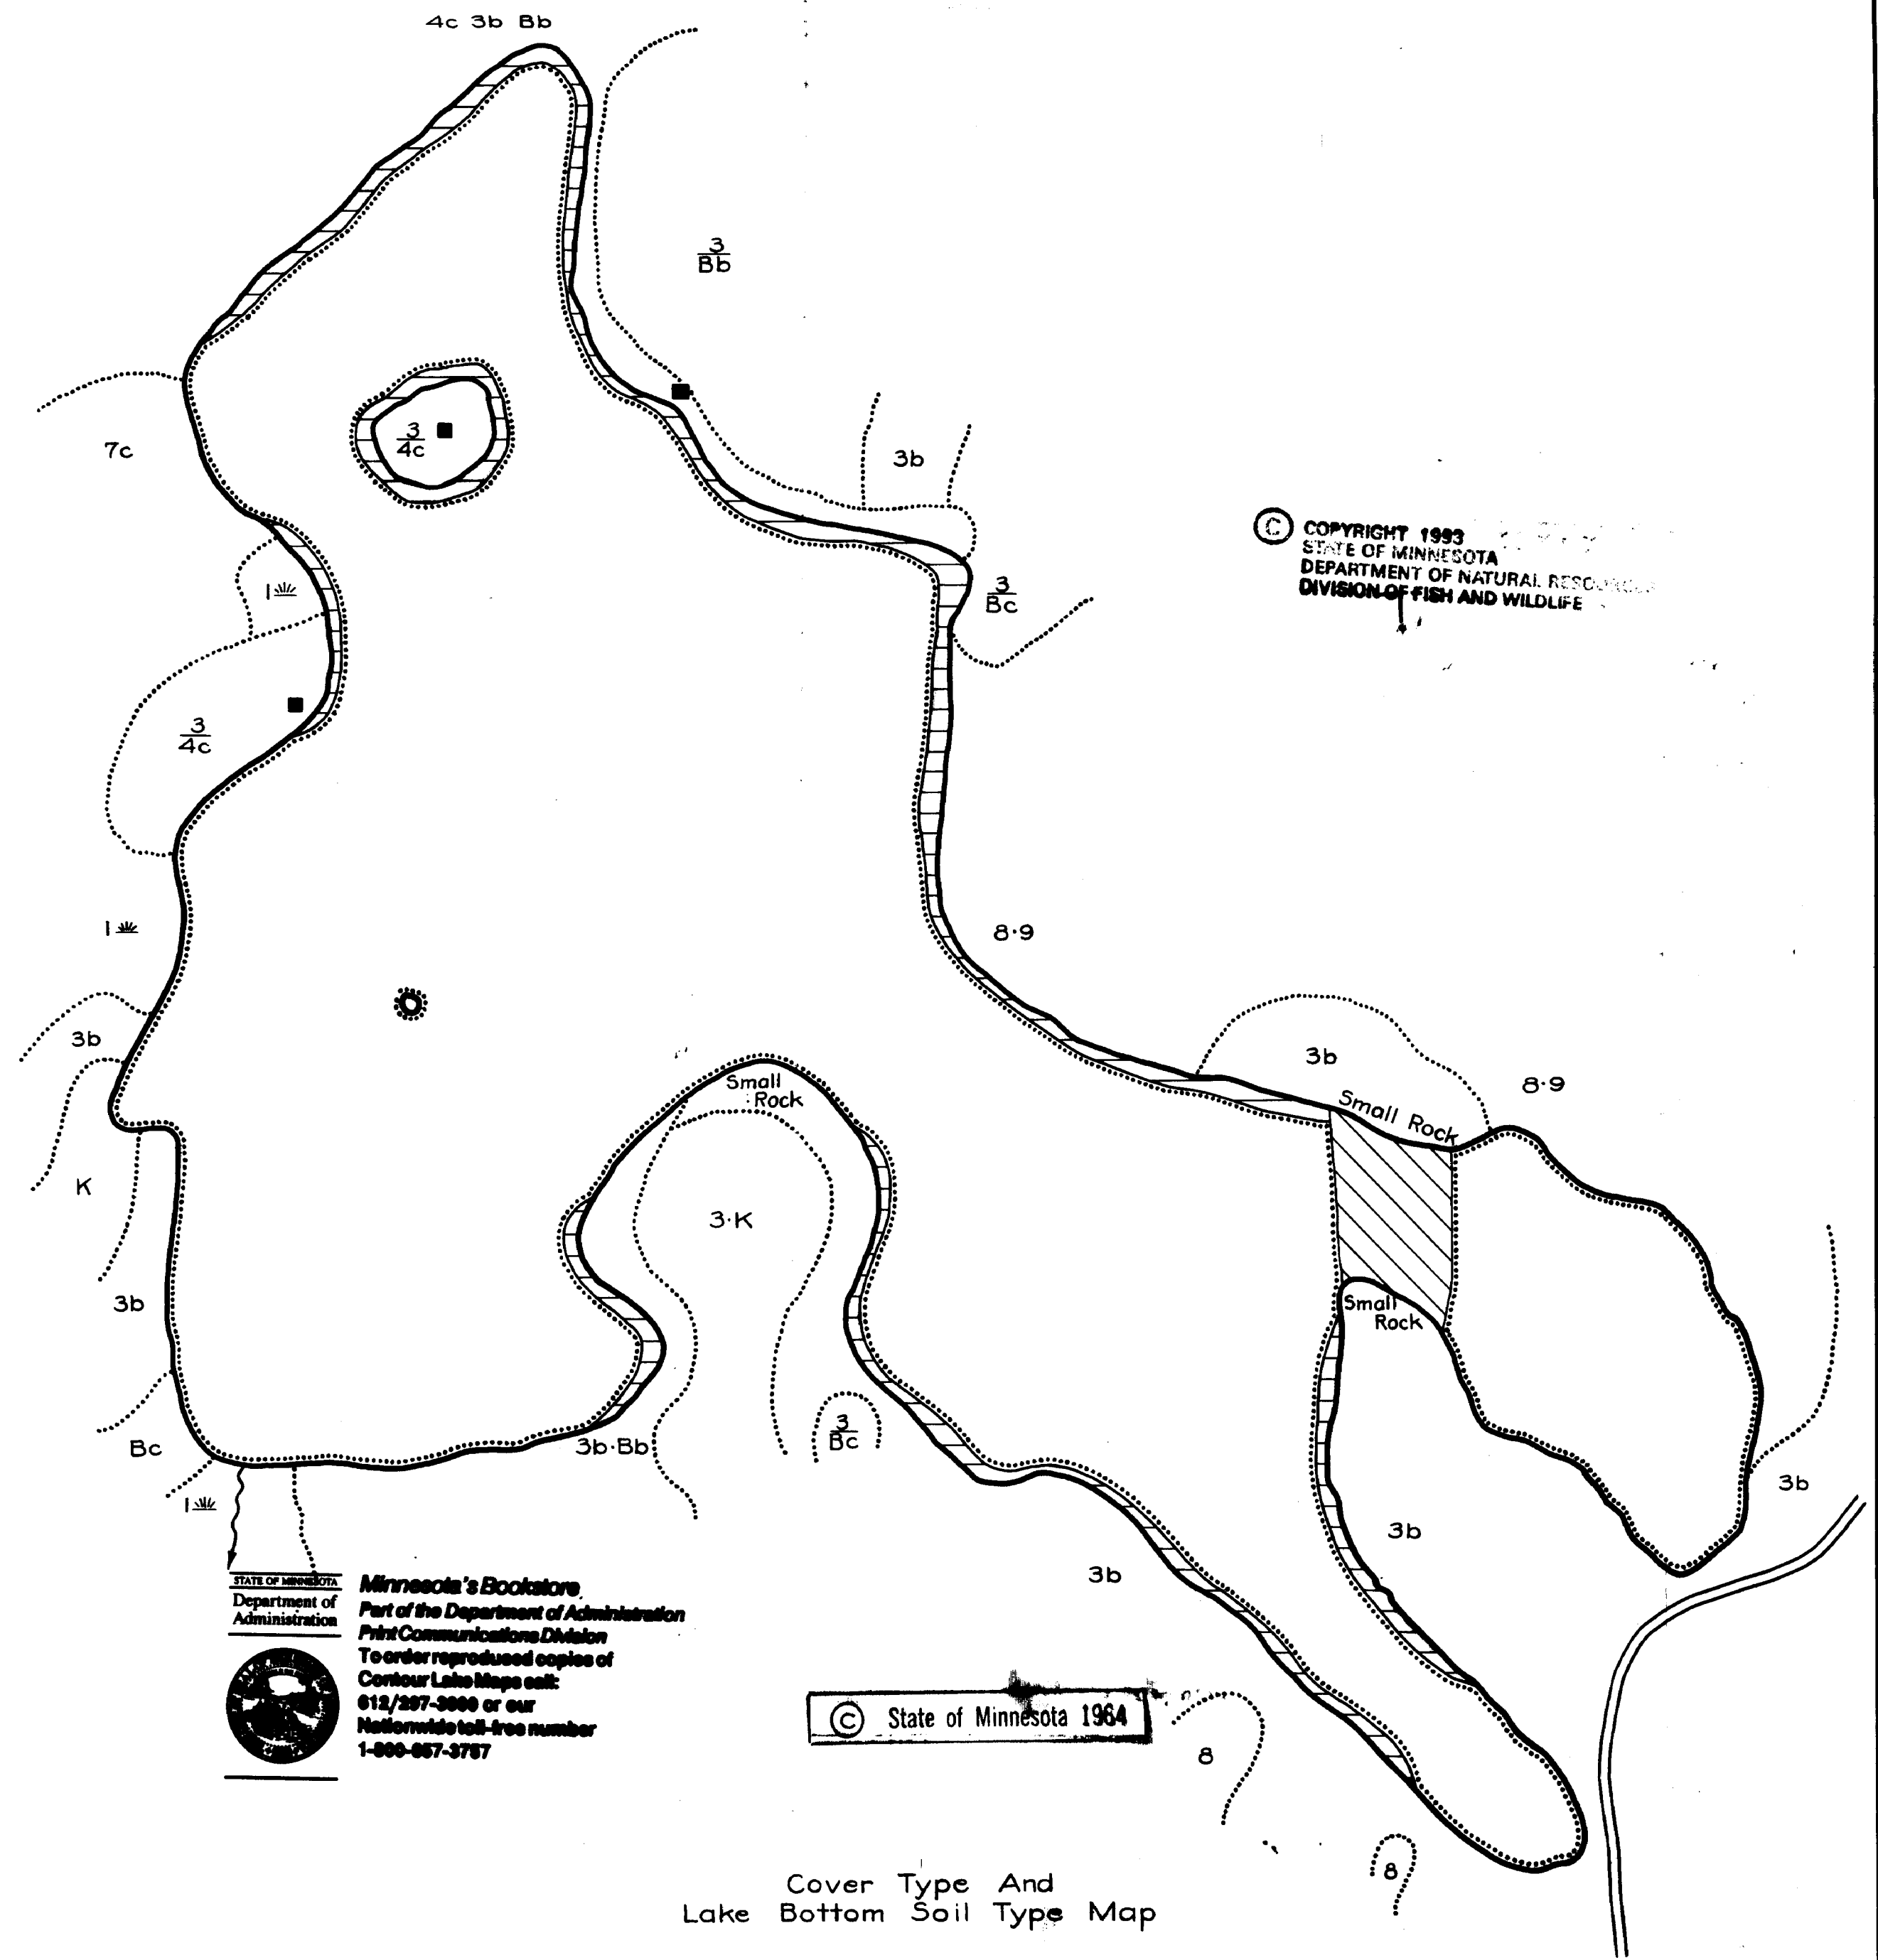 4c 3b Bb
3
Bb
7c
3
4c
3b
© COPYRIGHT 1993
STATE OF MINNESOTA
DEPARTMENT OF NATURAL RESOURCES
DIVISION OF FISH AND WILDLIFE
1
3
Bc
3
4c
1
8·9
3b
3b
8·9
Small
Rock
Small Rock
K
3·K
3b
Small
Rock
Bc
3b·Bb
3
Bc
3b
1
3b
3b
STATE OF MINNESOTA
Department of
Administration
Minnesota's Bookstore
Part of the Department of Administration
Print Communications Division
To order reproduced copies of
Contour Lake Maps call:
612/297-3000 or our
Nationwide toll-free number
1-800-657-3757
© State of Minnesota 1964
8
8
Cover Type And
Lake Bottom Soil Type Map